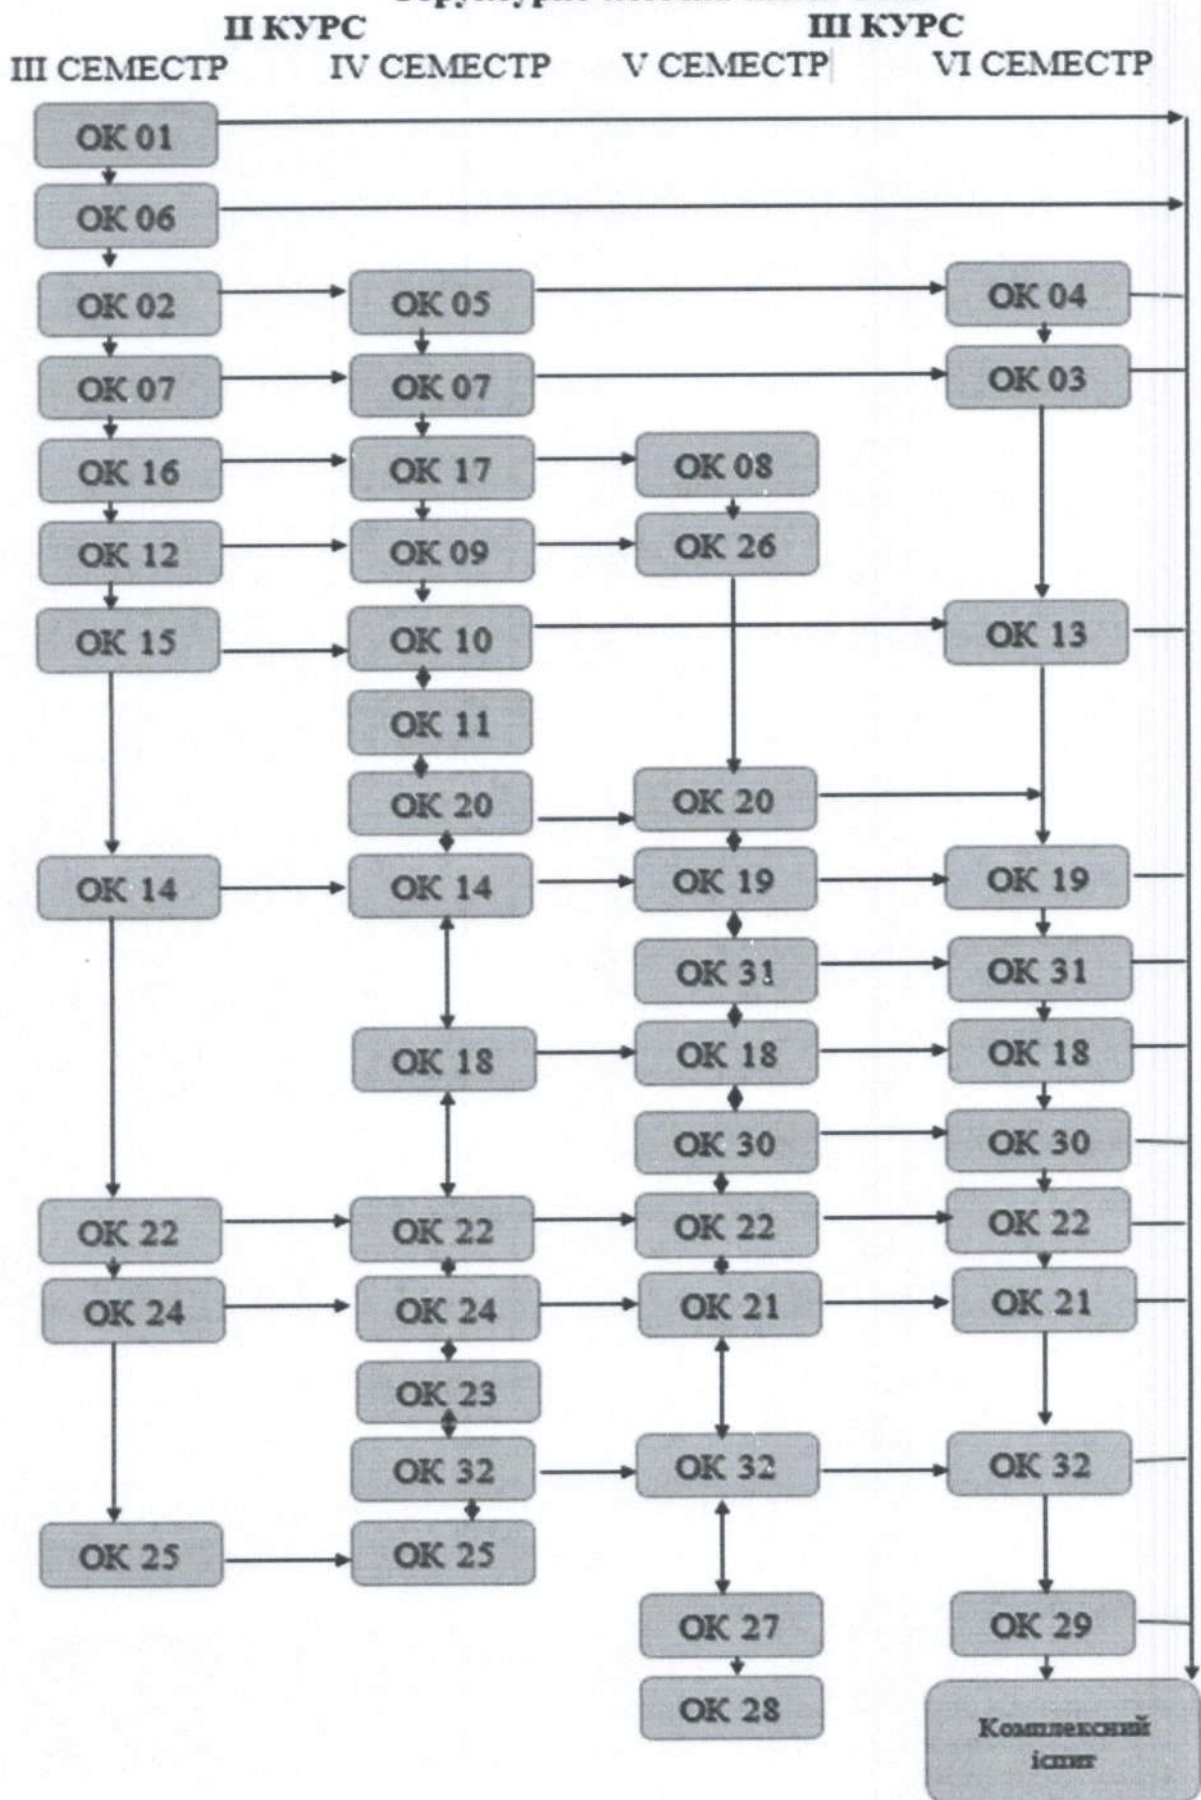 II КУРС III КУРС
III СЕМЕСТР IV СЕМЕСТР V СЕМЕСТР VI СЕМЕСТР
ОК 01
ОК 06
ОК 02 ОК 05 ОК 04
ОК 07 ОК 07 ОК 03
ОК 16 ОК 17 ОК 08
ОК 12 ОК 09 ОК 26
ОК 15 ОК 10 ОК 13
ОК 11
ОК 20 ОК 20
ОК 14 ОК 14 ОК 19 ОК 19
ОК 31 ОК 31
ОК 18 ОК 18 ОК 18
ОК 30 ОК 30
ОК 22 ОК 22 ОК 22 ОК 22
ОК 24 ОК 24 ОК 21 ОК 21
ОК 23
ОК 32 ОК 32 ОК 32
ОК 25 ОК 25
ОК 27 ОК 29
ОК 28
Комплексний
іспит